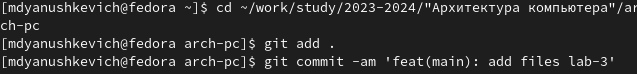 [mdyanushkevich@fedora ~]$ cd ~/work/study/2023-2024/"Архитектура компьютера"/ar
ch-pc
[mdyanushkevich@fedora arch-pc]$ git add .
[mdyanushkevich@fedora arch-pc]$ git commit -am 'feat(main): add files lab-3'